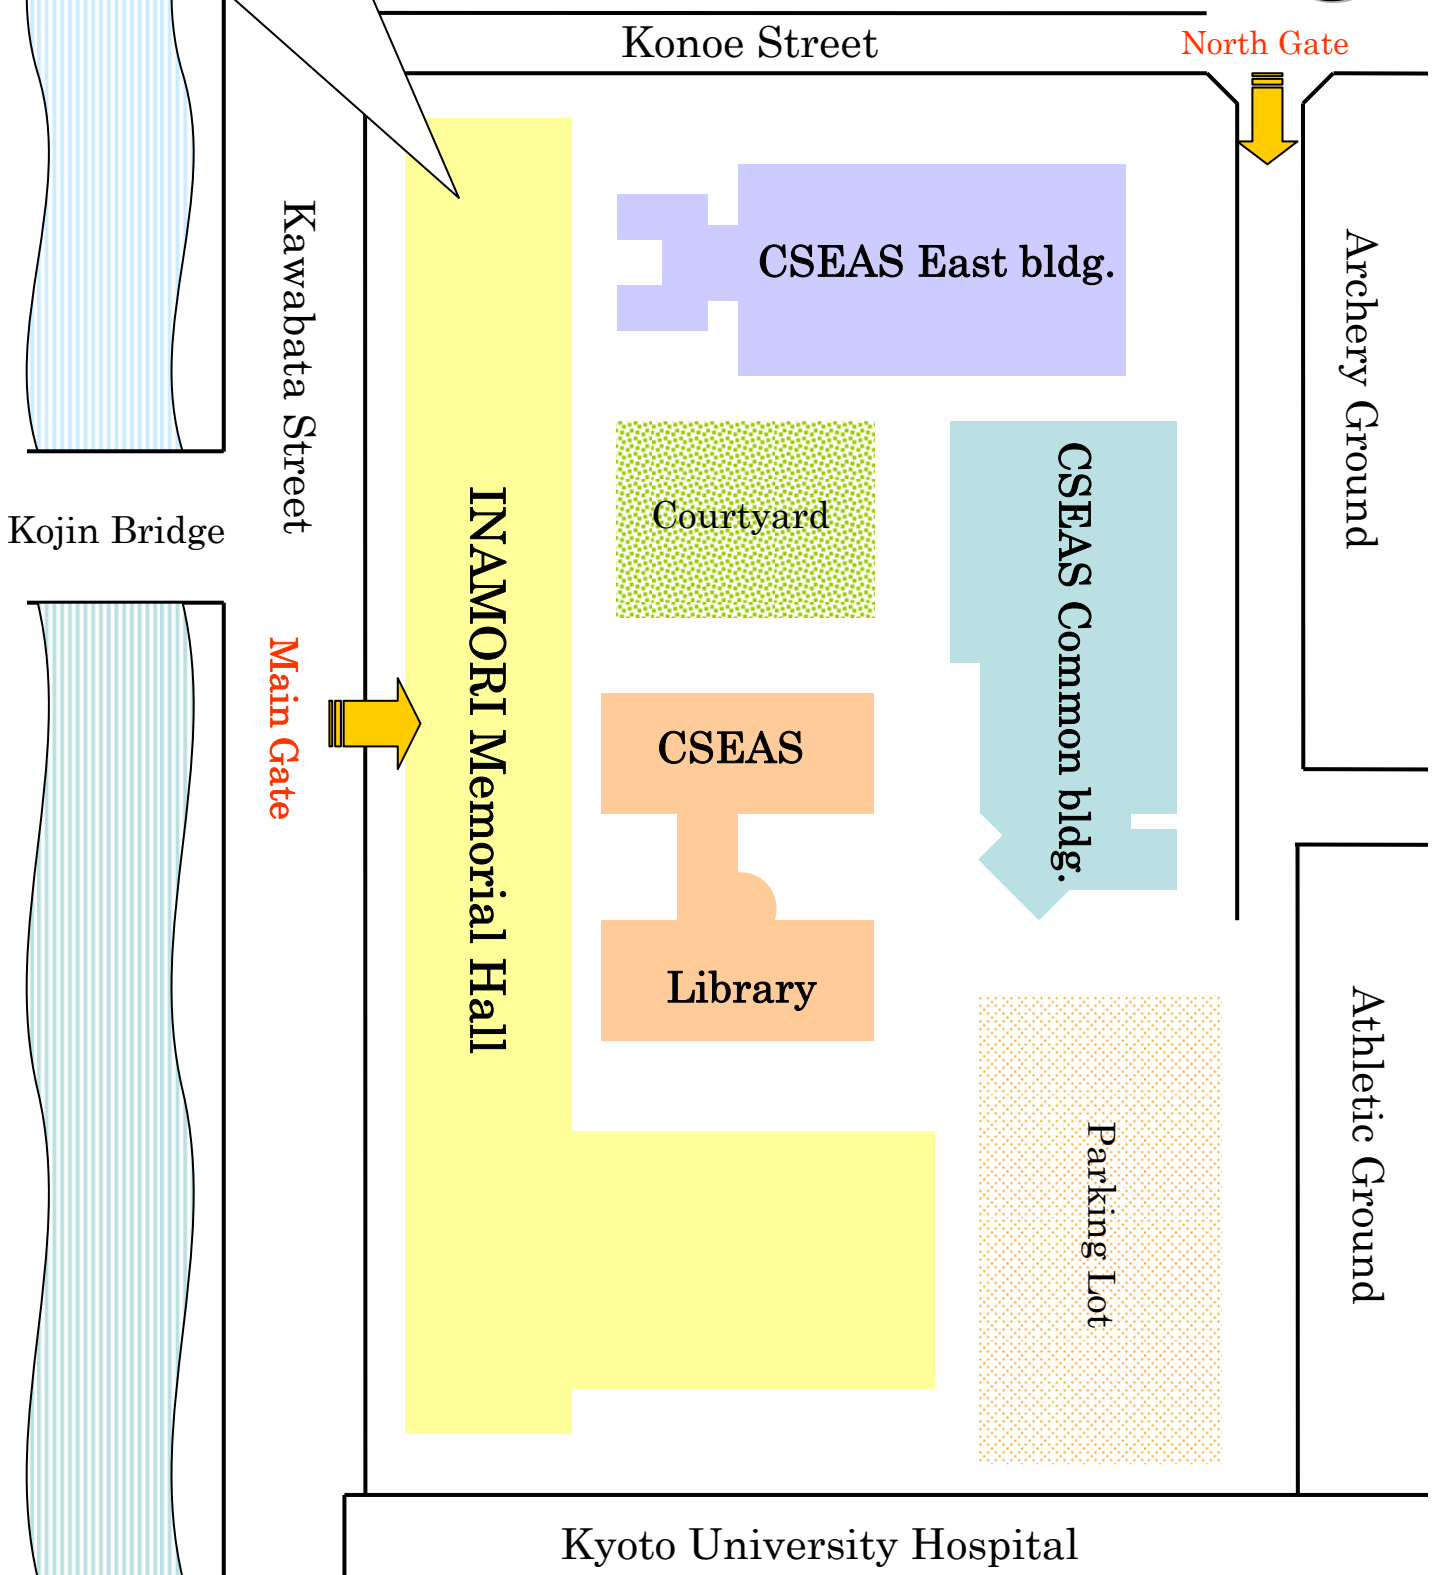 Konoe Street
North Gate
Kawabata Street
CSEAS East bldg.
Archery Ground
Kojin Bridge
Courtyard
CSEAS Common bldg.
INAMORI Memorial Hall
Main Gate
CSEAS
Library
Athletic Ground
Parking Lot
Kyoto University Hospital